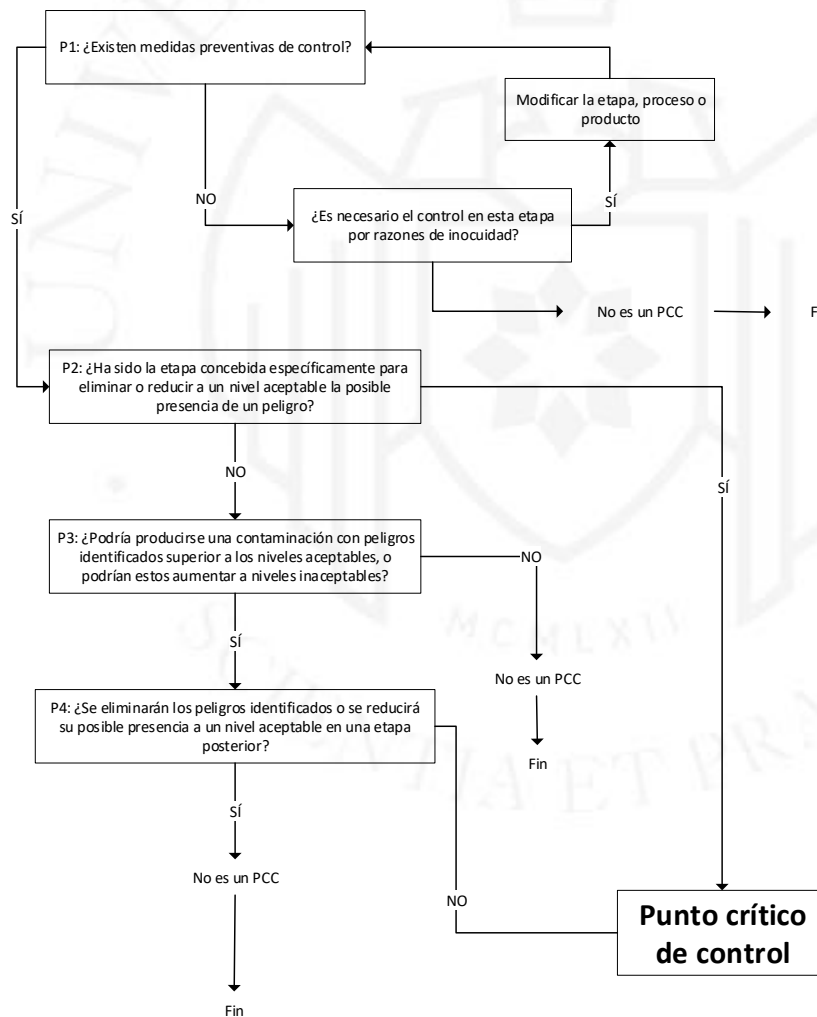 P1: ¿Existen medidas preventivas de control?
Modificar la etapa, proceso o
producto
NO
SÍ
¿Es necesario el control en esta etapa
por razones de inocuidad?
SÍ
No es un PCC
F
P2: ¿Ha sido la etapa concebida específicamente para
eliminar o reducir a un nivel aceptable la posible
presencia de un peligro?
NO
SÍ
P3: ¿Podría producirse una contaminación con peligros
identificados superior a los niveles aceptables, o
podrían estos aumentar a niveles inaceptables?
NO
SÍ
MCMLXII
No es un PCC
P4: ¿Se eliminarán los peligros identificados o se reducirá
su posible presencia a un nivel aceptable en una etapa
posterior?
Fin
SÍ
No es un PCC
NO
Punto crítico
de control
Fin